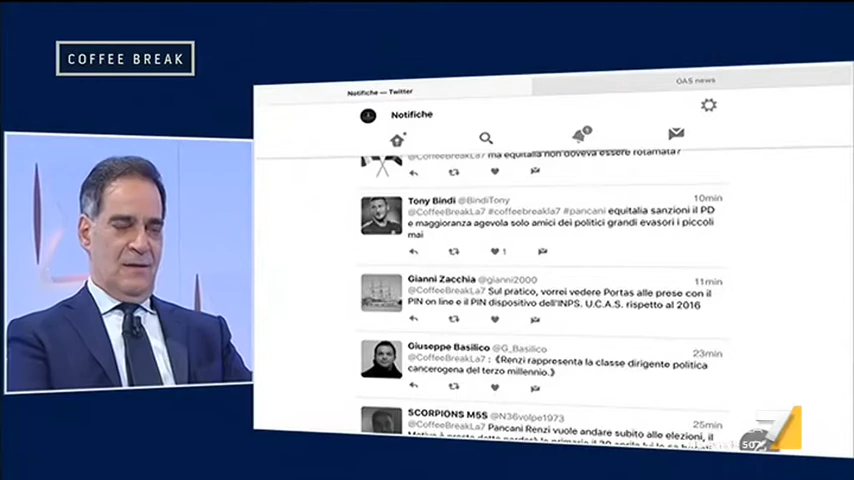 COFFEE BREAK
Notifiche — Twitter
OAS news
Notifiche
@CoffeeBreakLa7 ma equitalia non doveva essere rotamata?
Tony Bindi @BindiTony 10min
@CoffeeBreakLa7 #coffeebreakla7 #pancani equitalia sanzioni il PD
e maggioranza agevola solo amici dei politici grandi evasori i piccoli
mai
1
Gianni Zacchia @gianni2000 11min
@CoffeeBreakLa7 Sul pratico, vorrei vedere Portas alle prese con il
PIN on line e il PIN dispositivo dell'INPS. U.C.A.S. rispetto al 2016
Giuseppe Basilico @G_Basilico 23min
@CoffeeBreakLa7 : 《Renzi rappresenta la classe dirigente politica
cancerogena del terzo millennio.》
SCORPIONS M5S @N36volpe1973 25min
@CoffeeBreakLa7 Pancani Renzi vuole andare subito alle elezioni, il
7